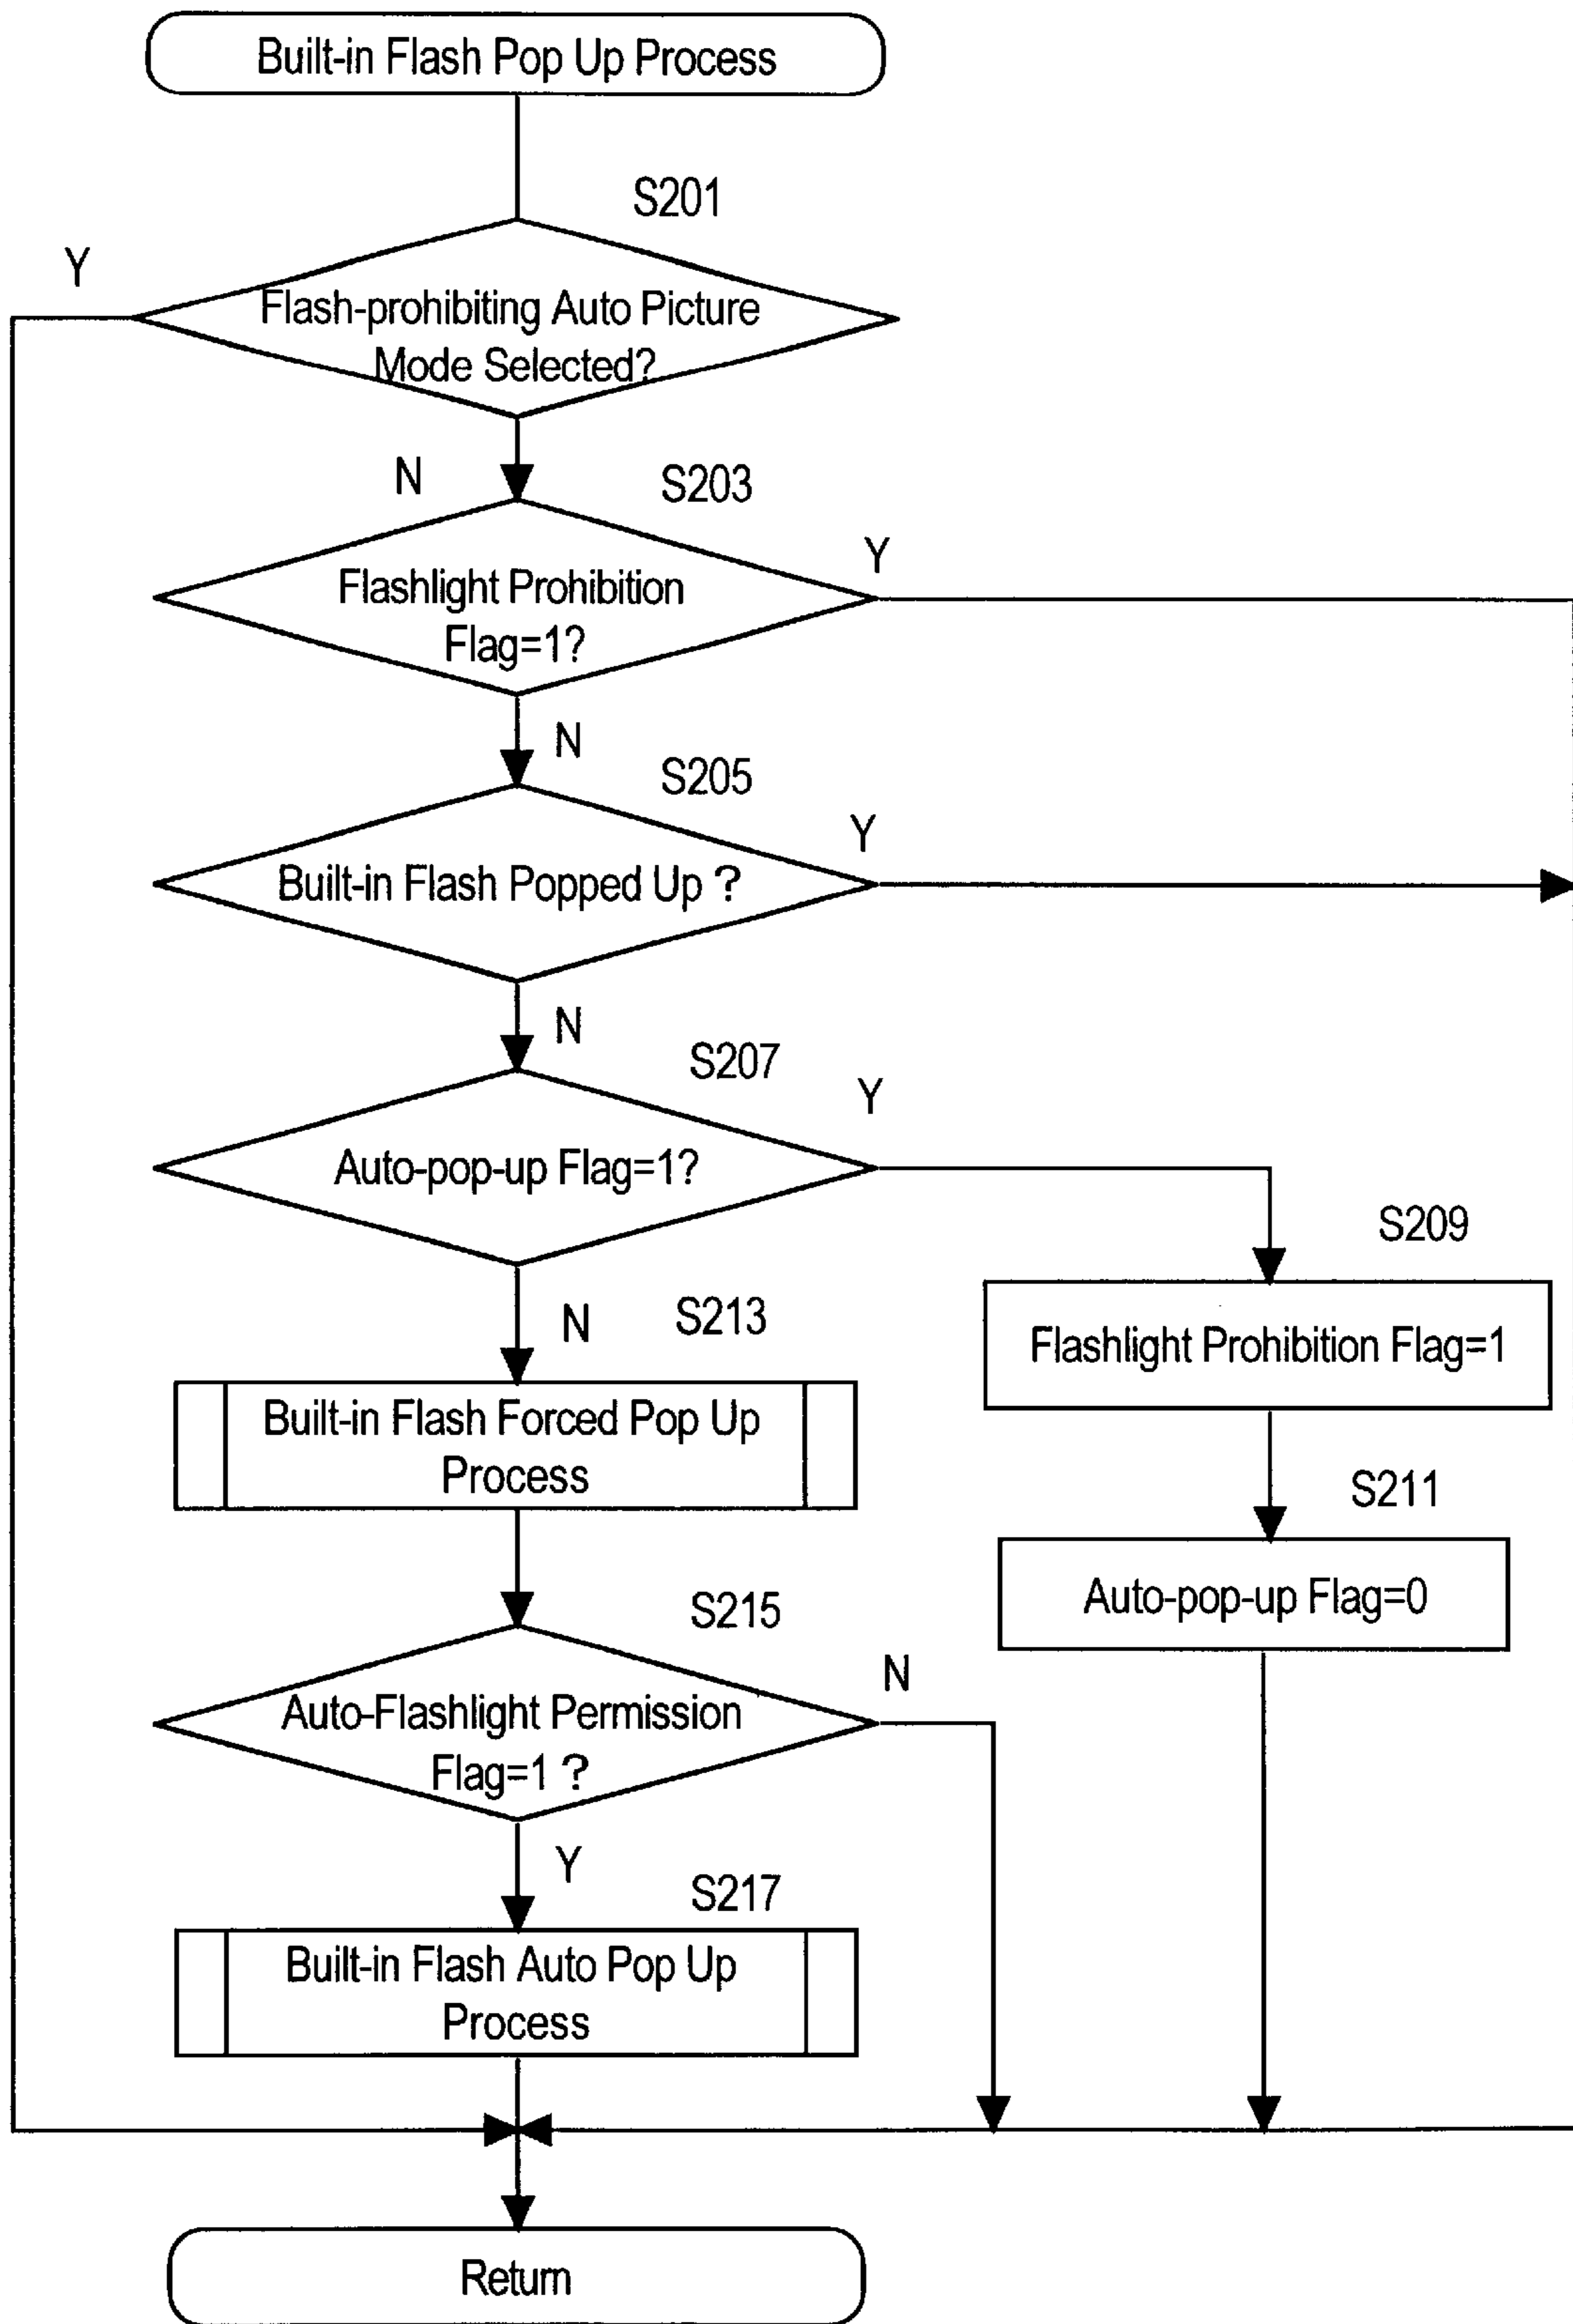 Built-in Flash Pop Up Process
S201
Y
Flash-prohibiting Auto Picture
Mode Selected?
N
S203
Y
Flashlight Prohibition
Flag=1?
N
S205
Y
Built-in Flash Popped Up ?
N
S207
Y
Auto-pop-up Flag=1?
S209
Flashlight Prohibition Flag=1
N
S213
Built-in Flash Forced Pop Up
Process
S211
Auto-pop-up Flag=0
S215
N
Auto-Flashlight Permission
Flag=1 ?
Y
S217
Built-in Flash Auto Pop Up
Process
Return